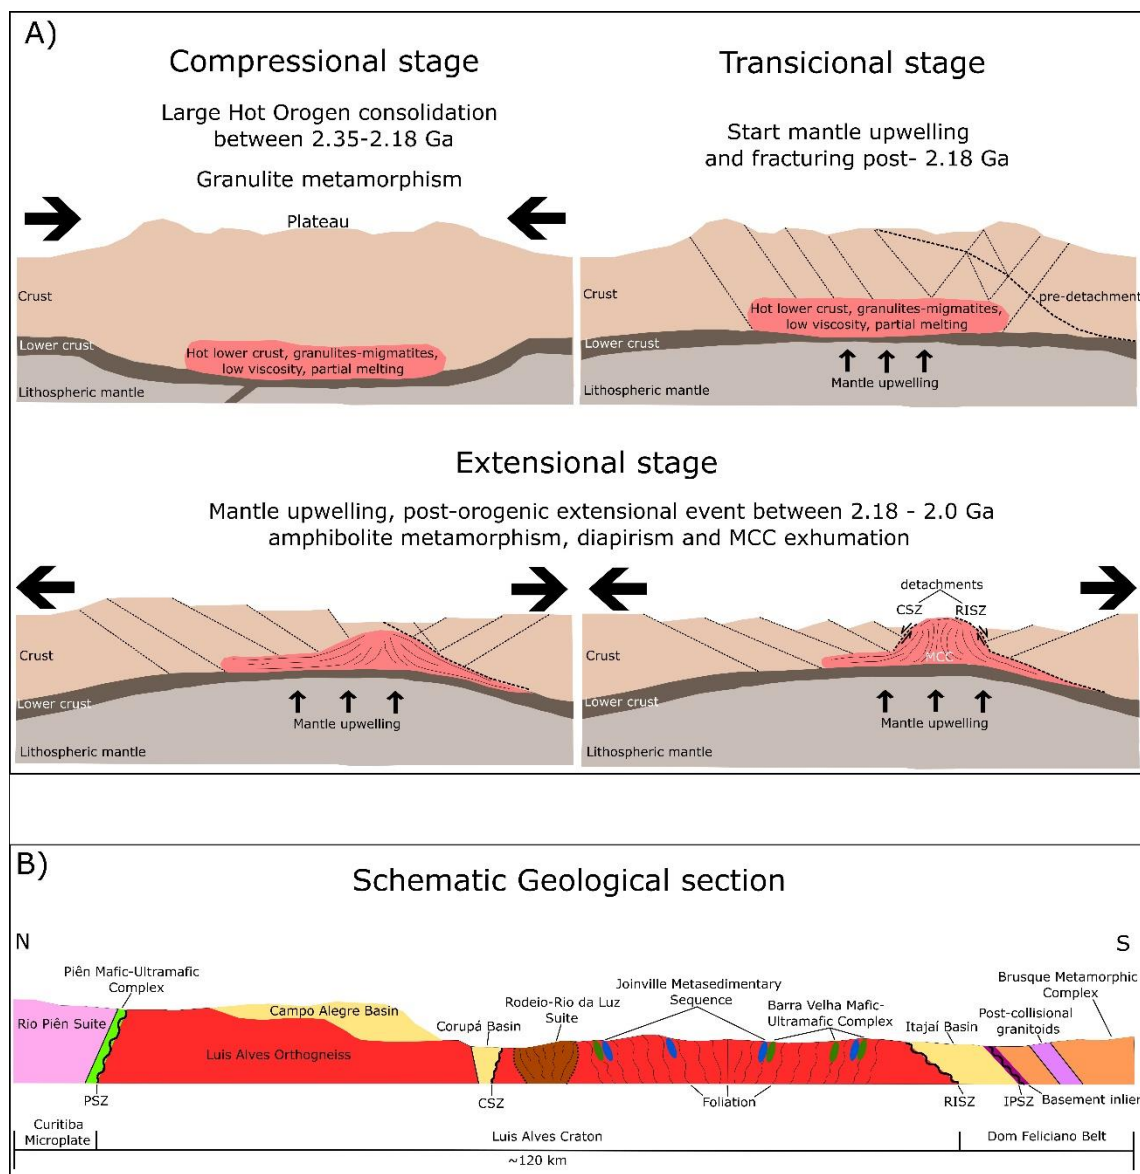 A)
Compressional stage
Large Hot Orogen consolidation
between 2.35-2.18 Ga
Granulite metamorphism
Plateau
Crust
Lower crust
Hot lower crust, granulites-migmatites,
low viscosity, partial melting
Lithospheric mantle
Transicional stage
Start mantle upwelling
and fracturing post- 2.18 Ga
pre-detachment
Crust
Hot lower crust, granulites-migmatites,
low viscosity, partial melting
Lower crust
Mantle upwelling
Lithospheric mantle
Extensional stage
Mantle upwelling, post-orogenic extensional event between 2.18 - 2.0 Ga
amphibolite metamorphism, diapirism and MCC exhumation
Crust
Lower crust
Mantle upwelling
Lithospheric mantle
detachments
CSZ
RISZ
Crust
MCC
Lower crust
Mantle upwelling
Lithospheric mantle
B)
Schematic Geological section
N
S
Piên Mafic-Ultramafic
Complex
Joinville Metasedimentary
Sequence
Brusque Metamorphic
Complex
Rodeio-Rio da Luz
Suite
Barra Velha Mafic-
Ultramafic Complex
Post-collisional
granitoids
Campo Alegre Basin
Corupá Basin
Itajaí Basin
Rio Piên Suite
Luis Alves Orthogneiss
PSZ
CSZ
Foliation
RISZ
IPSZ
Basement inlier
Curitiba
Microplate
Luis Alves Craton
Dom Feliciano Belt
~120 km